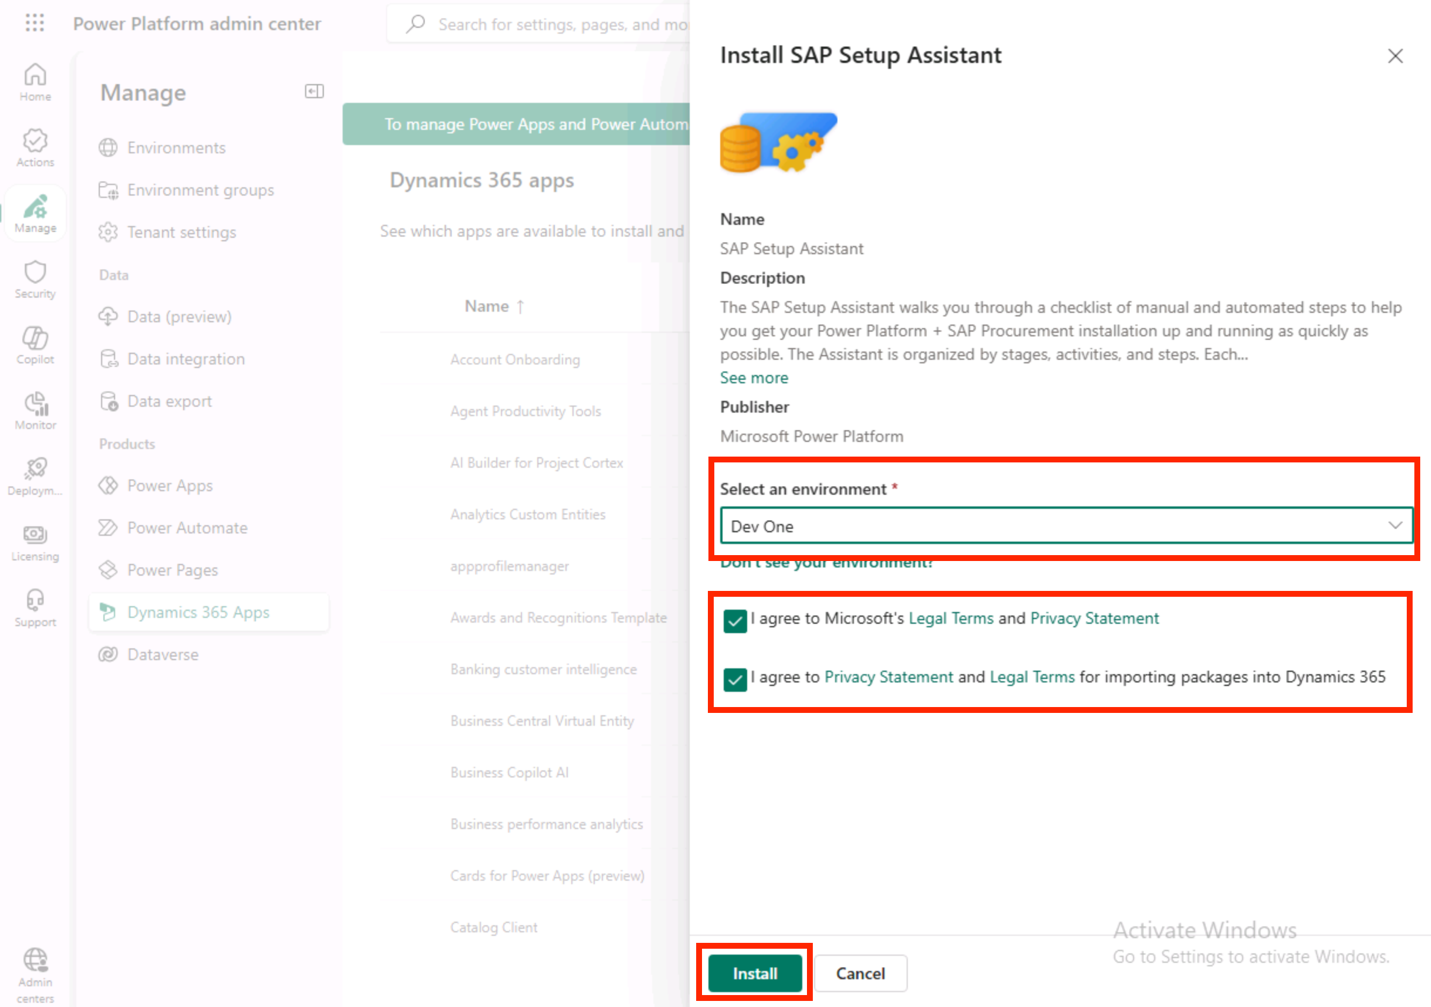 Power Platform admin center
Search for settings, pages, and mo
Home
Actions
Manage
Security
Copilot
Monitor
Deploym...
Licensing
Support
Admin
centers
Manage
Environments
Environment groups
Tenant settings
Data
Data (preview)
Data integration
Data export
Products
Power Apps
Power Automate
Power Pages
Dynamics 365 Apps
Dataverse
To manage Power Apps and Power Autom
Dynamics 365 apps
See which apps are available to install and
Name ↑
Account Onboarding
Agent Productivity Tools
AI Builder for Project Cortex
Analytics Custom Entities
appprofilemanager
Awards and Recognitions Template
Banking customer intelligence
Business Central Virtual Entity
Business Copilot AI
Business performance analytics
Cards for Power Apps (preview)
Catalog Client
Install SAP Setup Assistant
Name
SAP Setup Assistant
Description
The SAP Setup Assistant walks you through a checklist of manual and automated steps to help
you get your Power Platform + SAP Procurement installation up and running as quickly as
possible. The Assistant is organized by stages, activities, and steps. Each...
See more
Publisher
Microsoft Power Platform
Select an environment *
Dev One
Don't see your environment?
I agree to Microsoft's Legal Terms and Privacy Statement
I agree to Privacy Statement and Legal Terms for importing packages into Dynamics 365
Activate Windows
Go to Settings to activate Windows.
Install
Cancel